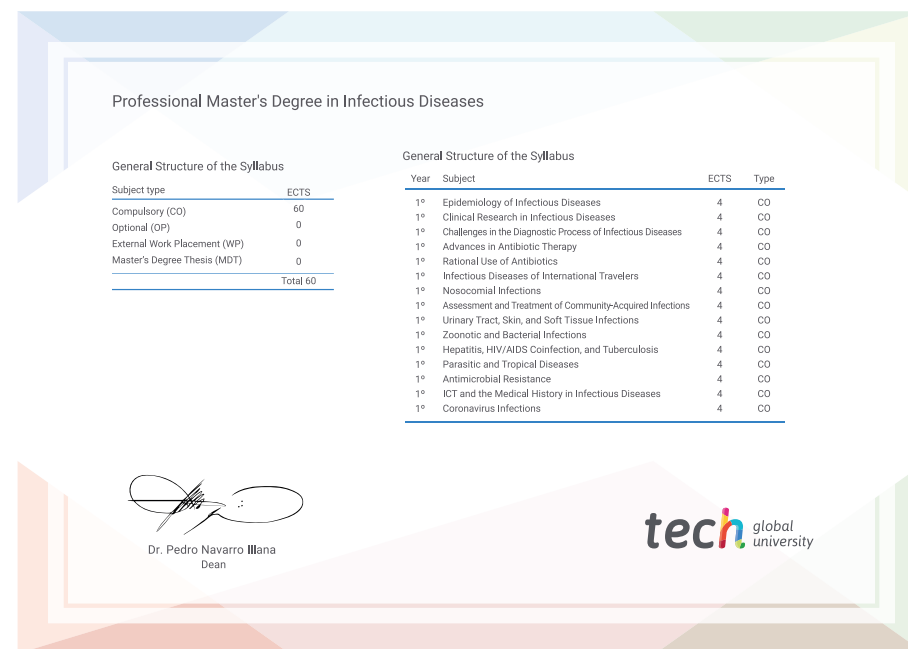 Professional Master's Degree in Infectious Diseases
General Structure of the Syllabus
Subject type ECTS
Compulsory (CO) 60
Optional (OP) 0
External Work Placement (WP) 0
Master's Degree Thesis (MDT) 0
Total 60
General Structure of the Syllabus
Year Subject ECTS Type
1º Epidemiology of Infectious Diseases 4 CO
1º Clinical Research in Infectious Diseases 4 CO
1º Challenges in the Diagnostic Process of Infectious Diseases 4 CO
1º Advances in Antibiotic Therapy 4 CO
1º Rational Use of Antibiotics 4 CO
1º Infectious Diseases of International Travelers 4 CO
1º Nosocomial Infections 4 CO
1º Assessment and Treatment of Community-Acquired Infections 4 CO
1º Urinary Tract, Skin, and Soft Tissue Infections 4 CO
1º Zoonotic and Bacterial Infections 4 CO
1º Hepatitis, HIV/AIDS Coinfection, and Tuberculosis 4 CO
1º Parasitic and Tropical Diseases 4 CO
1º Antimicrobial Resistance 4 CO
1º ICT and the Medical History in Infectious Diseases 4 CO
1º Coronavirus Infections 4 CO
Dr. Pedro Navarro Illana
Dean
tech global
university